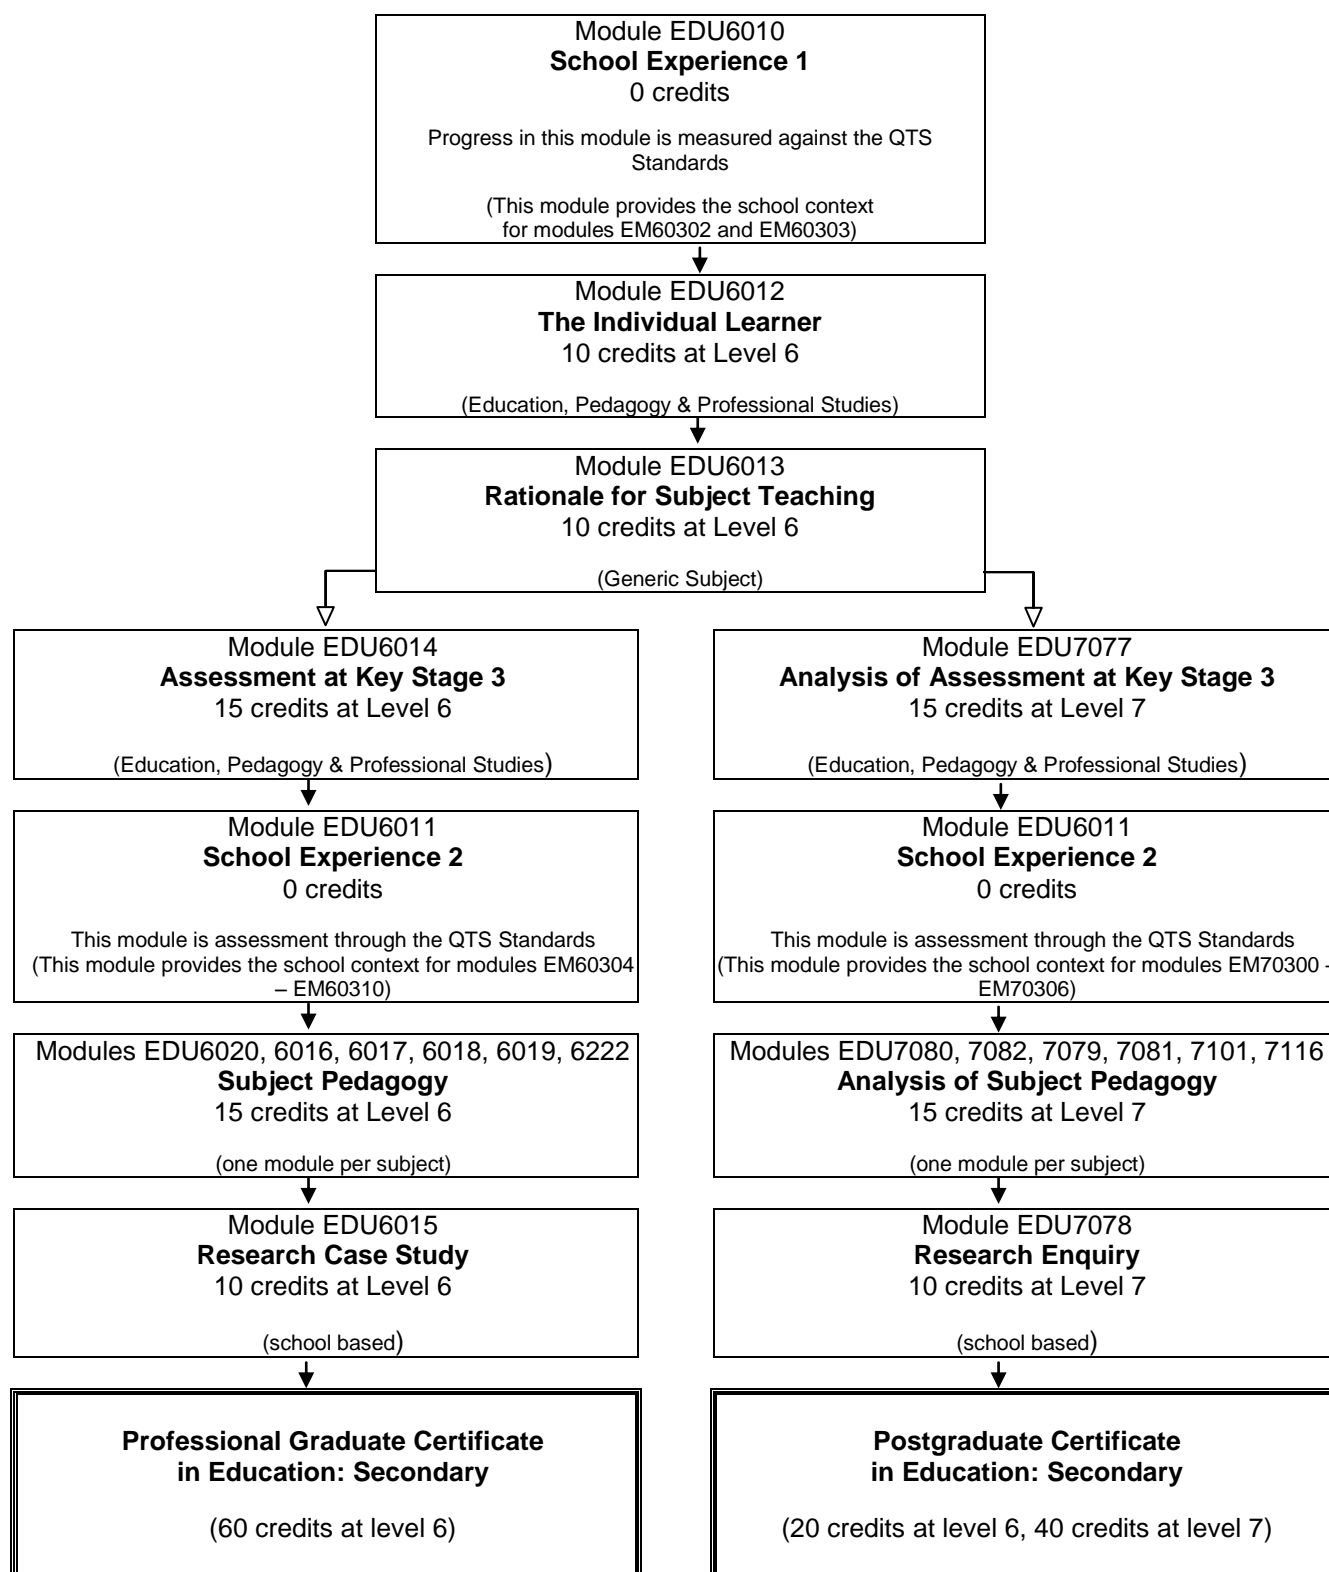 Module EDU6010
School Experience 1
0 credits
Progress in this module is measured against the QTS
Standards
(This module provides the school context
for modules EM60302 and EM60303)
Module EDU6012
The Individual Learner
10 credits at Level 6
(Education, Pedagogy & Professional Studies)
Module EDU6013
Rationale for Subject Teaching
10 credits at Level 6
(Generic Subject)
Module EDU6014
Assessment at Key Stage 3
15 credits at Level 6
(Education, Pedagogy & Professional Studies)
Module EDU6011
School Experience 2
0 credits
This module is assessment through the QTS Standards
(This module provides the school context for modules EM60304
– EM60310)
Modules EDU6020, 6016, 6017, 6018, 6019, 6222
Subject Pedagogy
15 credits at Level 6
(one module per subject)
Module EDU6015
Research Case Study
10 credits at Level 6
(school based)
Professional Graduate Certificate
in Education: Secondary
(60 credits at level 6)
Module EDU7077
Analysis of Assessment at Key Stage 3
15 credits at Level 7
(Education, Pedagogy & Professional Studies)
Module EDU6011
School Experience 2
0 credits
This module is assessment through the QTS Standards
(This module provides the school context for modules EM70300 –
EM70306)
Modules EDU7080, 7082, 7079, 7081, 7101, 7116
Analysis of Subject Pedagogy
15 credits at Level 7
(one module per subject)
Module EDU7078
Research Enquiry
10 credits at Level 7
(school based)
Postgraduate Certificate
in Education: Secondary
(20 credits at level 6, 40 credits at level 7)